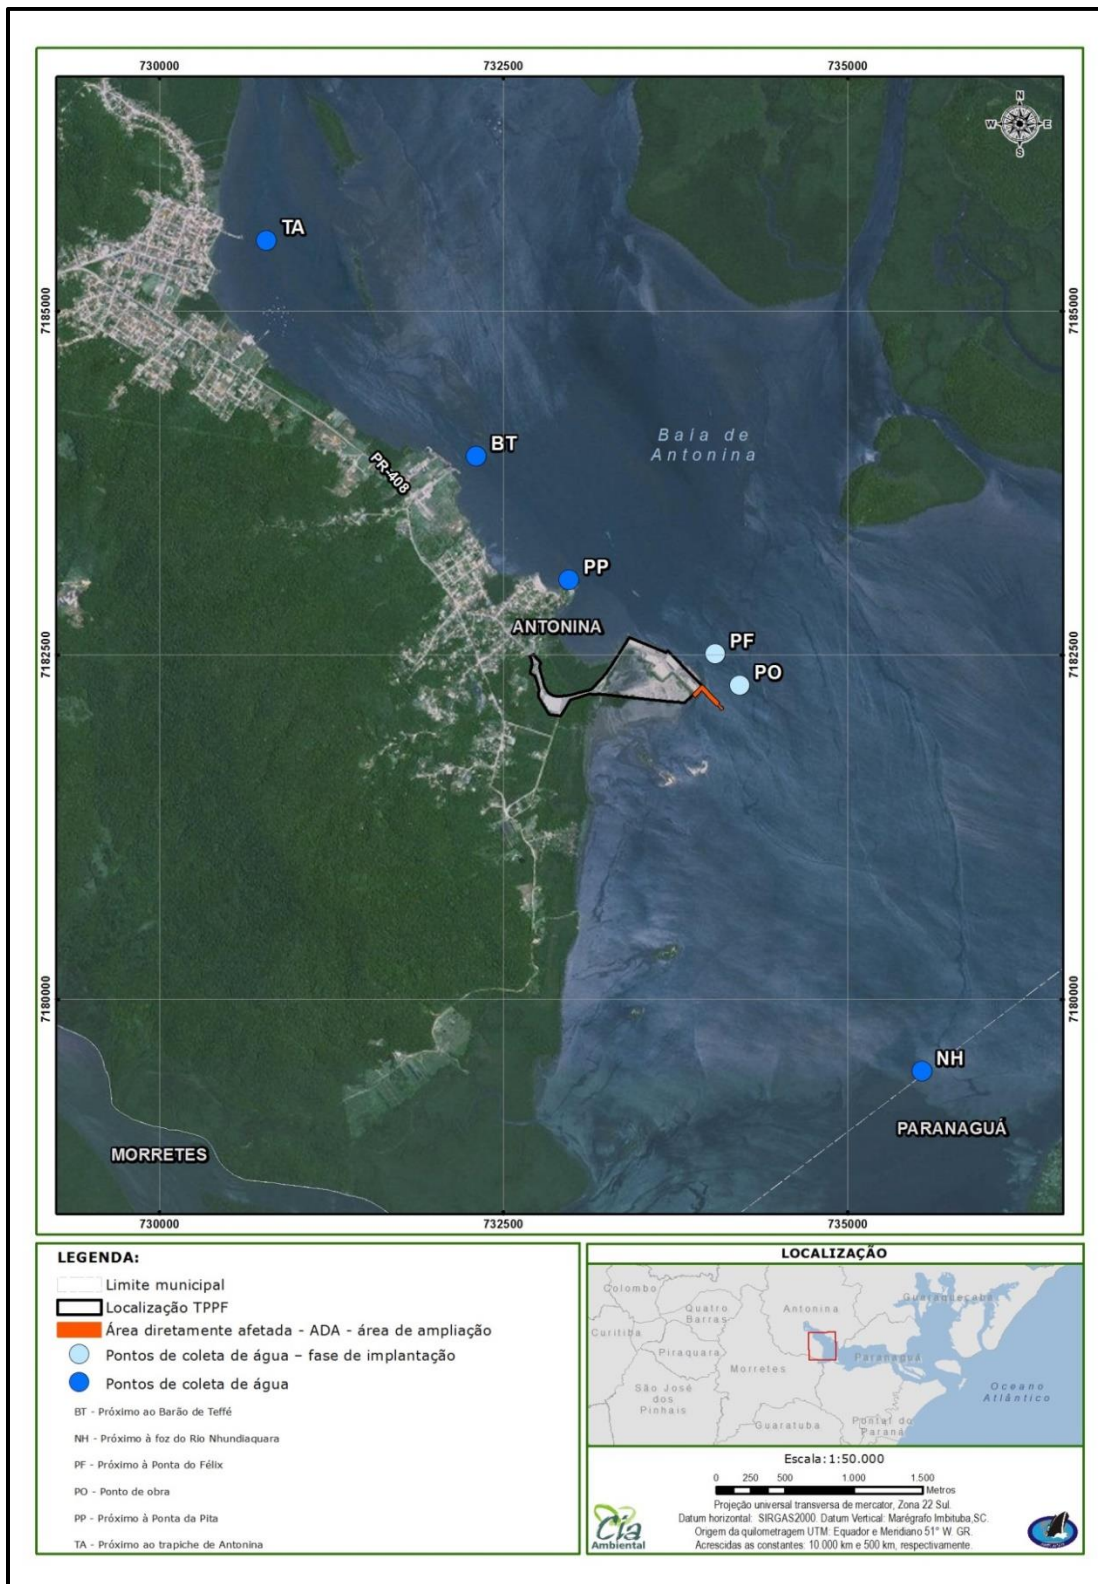 730000 732500 735000
N
W E
S
TA
7185000 7185000
BT
Baia de
Antonina
PR-408
PP
ANTONINA
PF
7182500 7182500
PO
7180000 7180000
NH
PARANAGUÁ
MORRETES
730000 732500 735000
LEGENDA:
Limite municipal
Localização TPPF
Área diretamente afetada - ADA - área de ampliação
Pontos de coleta de água – fase de implantação
Pontos de coleta de água
BT - Próximo ao Barão de Teffé
NH - Próximo à foz do Rio Nhundiaquara
PF - Próximo à Ponta do Félix
PO - Ponto de obra
PP - Próximo à Ponta da Pita
TA - Próximo ao trapiche de Antonina
LOCALIZAÇÃO
Colombo
Guaraqueçaba
Quatro
Barras
Antonina
Curitiba
Piraquara
Paranaguá
Morretes
São José
dos
Pinhais
Oceano
Atlântico
Guaratuba
Pontal do
Paraná
Escala: 1:50.000
0 250 500 1.000 1.500
Metros
Projeção universal transversa de mercator, Zona 22 Sul.
Datum horizontal: SIRGAS2000. Datum Vertical: Marégrafo Imbituba,SC.
Origem da quilometragem UTM: Equador e Meridiano 51° W. GR.
Acrescidas as constantes: 10.000 km e 500 km, respectivamente.
Cia
Ambiental